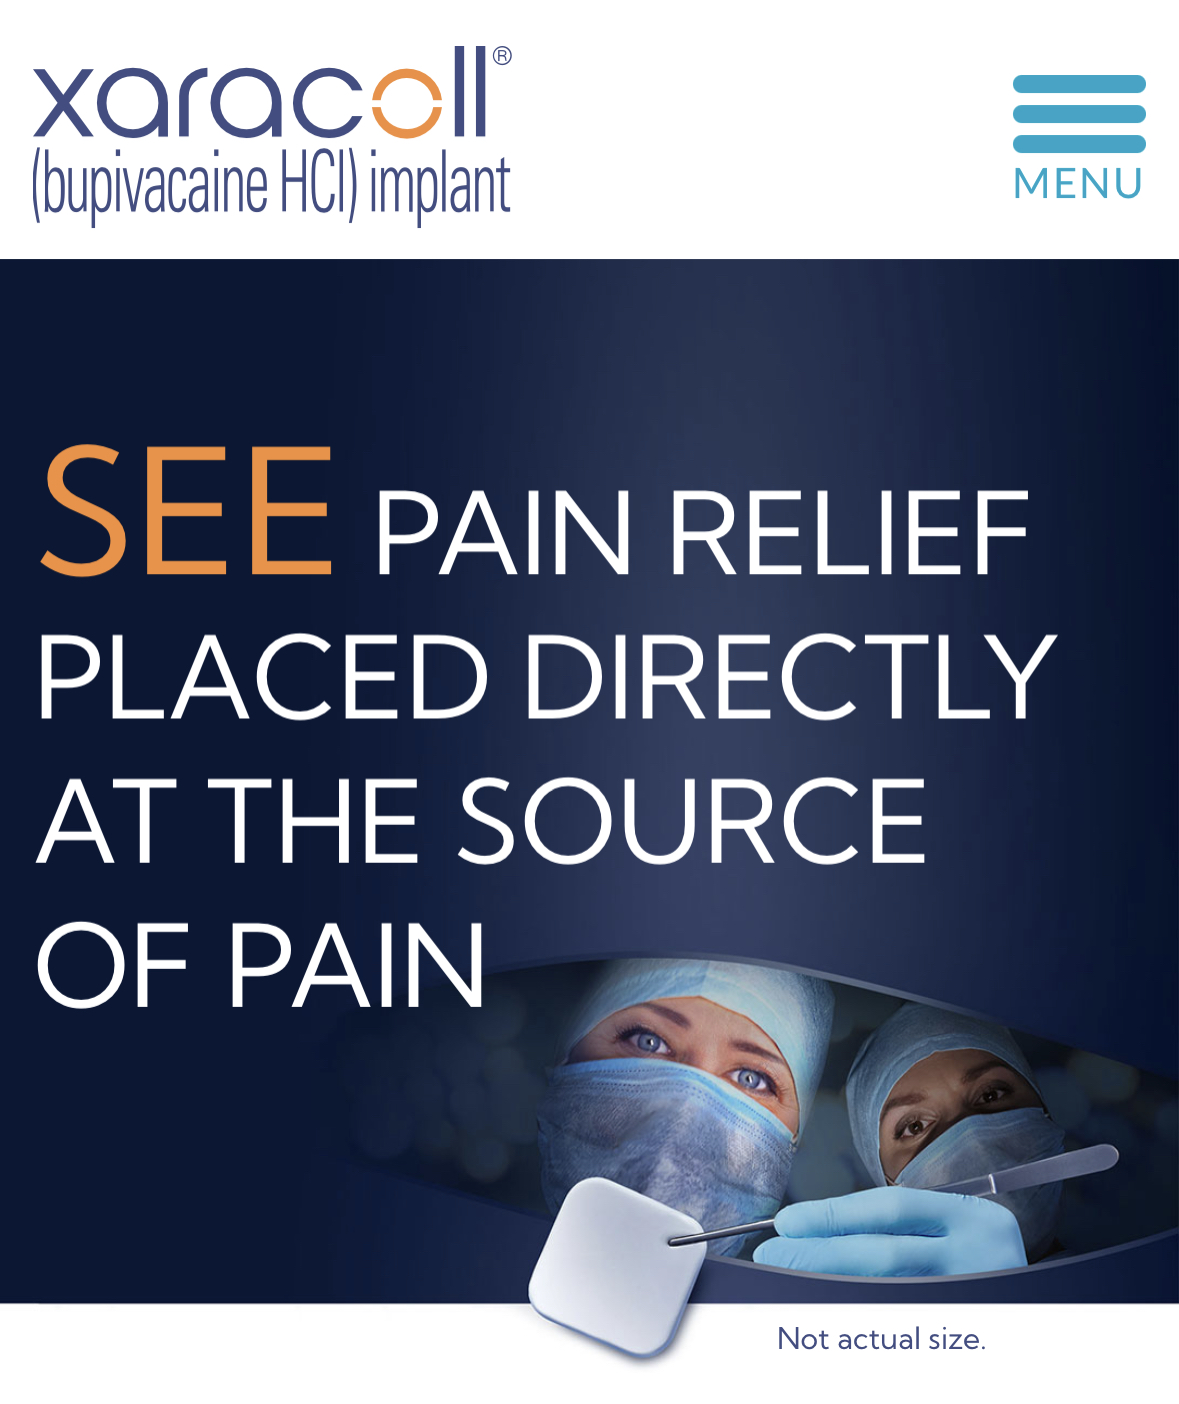 xaracoll®
(bupivacaine HCl) implant
MENU
SEE PAIN RELIEF
PLACED DIRECTLY
AT THE SOURCE
OF PAIN
Not actual size.